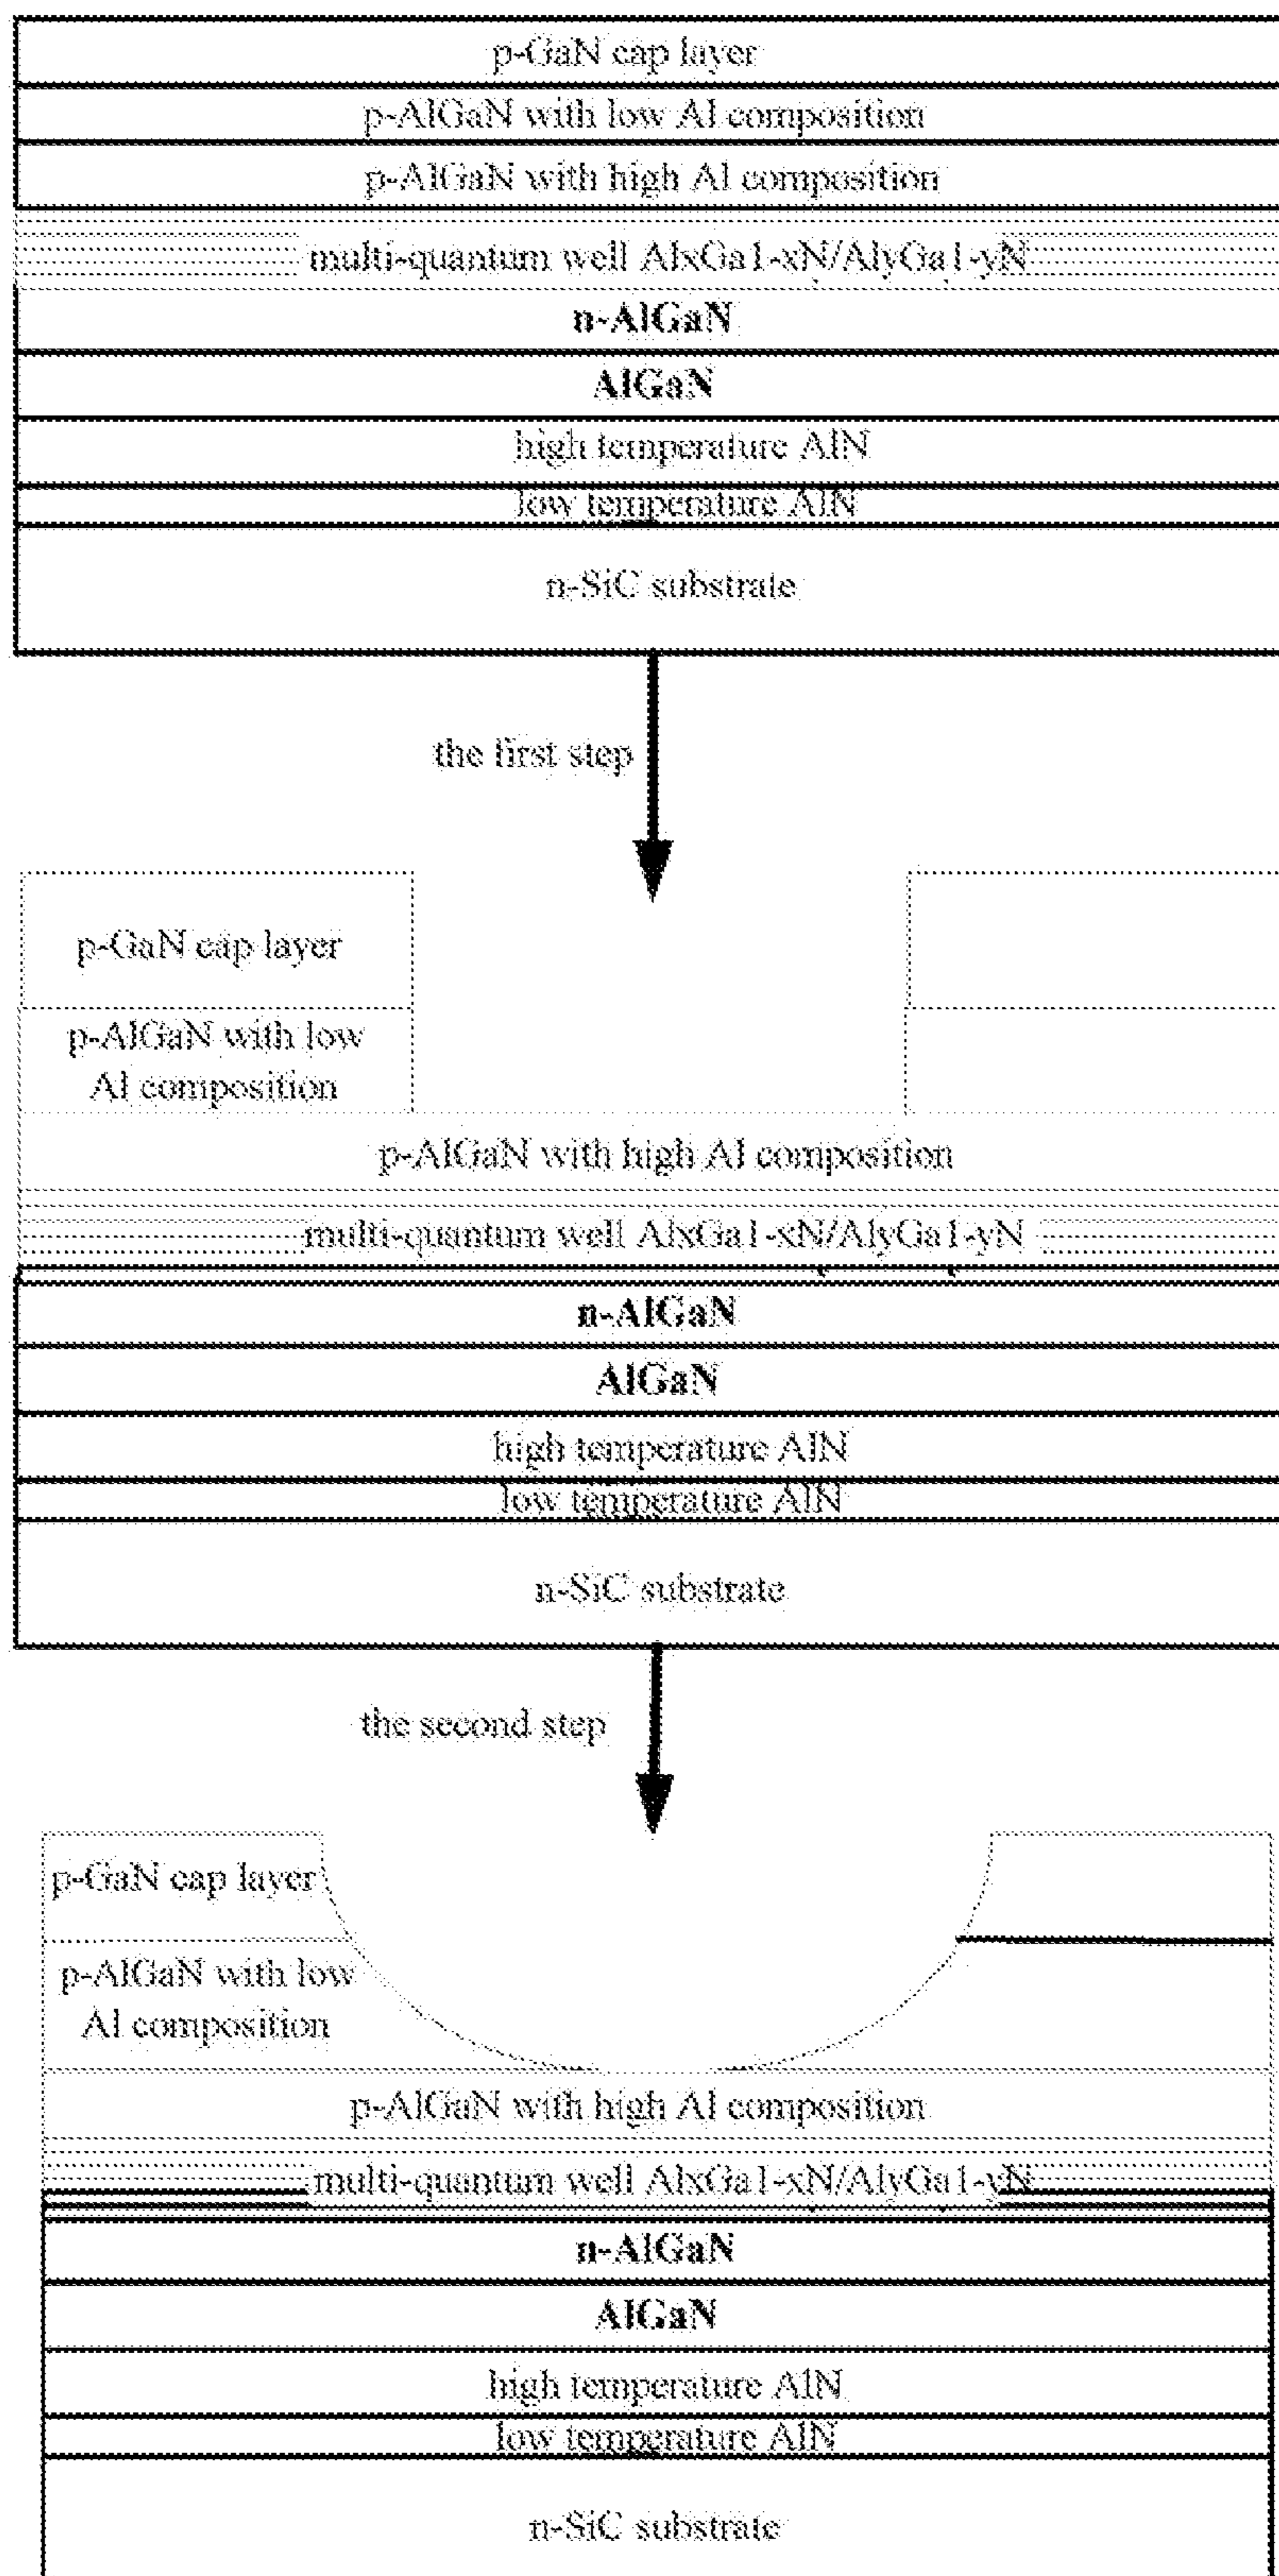 p-GaN cap layer
p-AlGaN with low Al composition
p-AlGaN with high Al composition
multi-quantum well AlxGa1-xN/AlyGa1-yN
n-AlGaN
AlGaN
high temperature AlN
low temperature AlN
n-SiC substrate
the first step
p-GaN cap layer
p-AlGaN with low
Al composition
p-AlGaN with high Al composition
multi-quantum well AlxGa1-xN/AlyGa1-yN
n-AlGaN
AlGaN
high temperature AlN
low temperature AlN
n-SiC substrate
the second step
p-GaN cap layer
p-AlGaN with low
Al composition
p-AlGaN with high Al composition
multi-quantum well AlxGa1-xN/AlyGa1-yN
n-AlGaN
AlGaN
high temperature AlN
low temperature AlN
n-SiC substrate